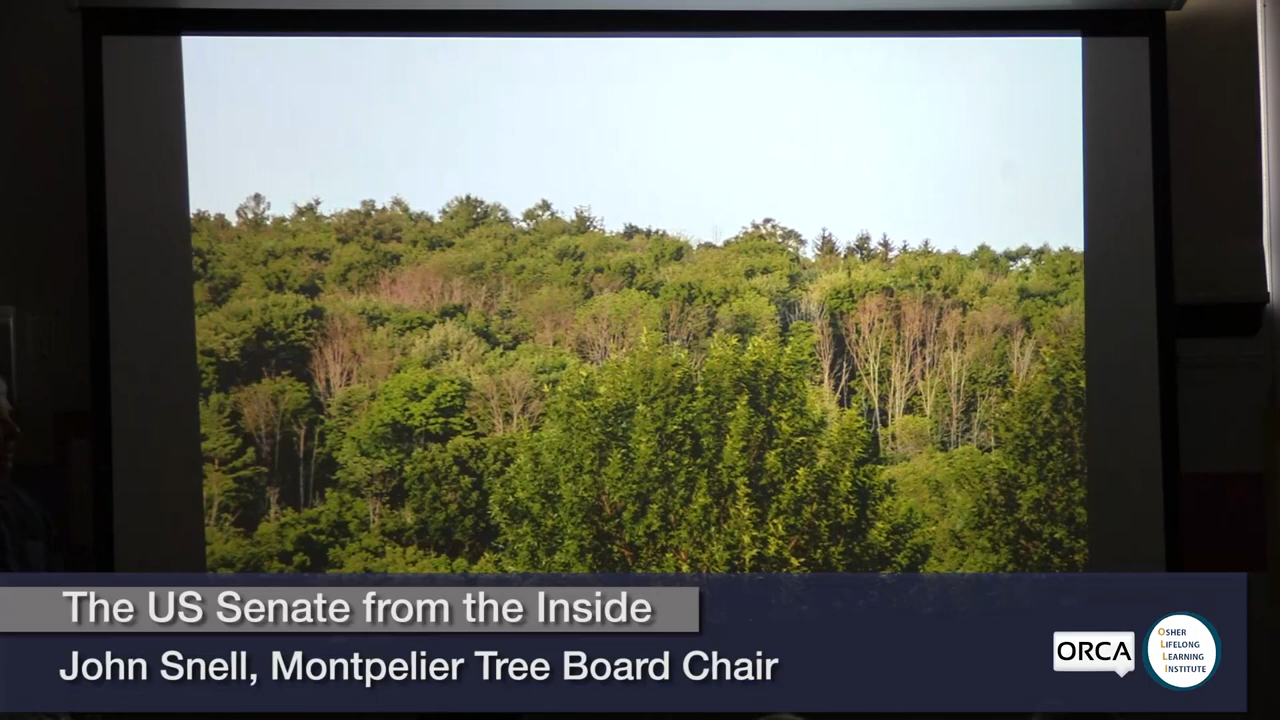 The US Senate from the Inside
John Snell, Montpelier Tree Board Chair
ORCA
OSHER
LIFELONG
LEARNING
INSTITUTE